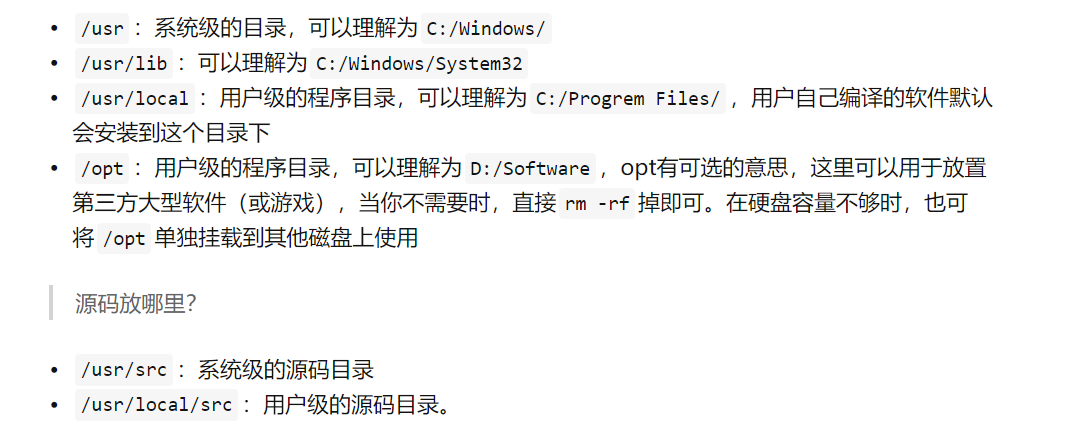 • /usr：系统级的目录，可以理解为 C:/Windows/
• /usr/lib：可以理解为 C:/Windows/System32
• /usr/local：用户级的程序目录，可以理解为 C:/Progrem Files/，用户自己编译的软件默认
会安装到这个目录下
• /opt：用户级的程序目录，可以理解为 D:/Software，opt有可选的意思，这里可以用于放置
第三方大型软件（或游戏），当你不需要时，直接 rm -rf 掉即可。在硬盘容量不够时，也可
将 /opt 单独挂载到其他磁盘上使用
源码放哪里？
• /usr/src：系统级的源码目录
• /usr/local/src：用户级的源码目录。